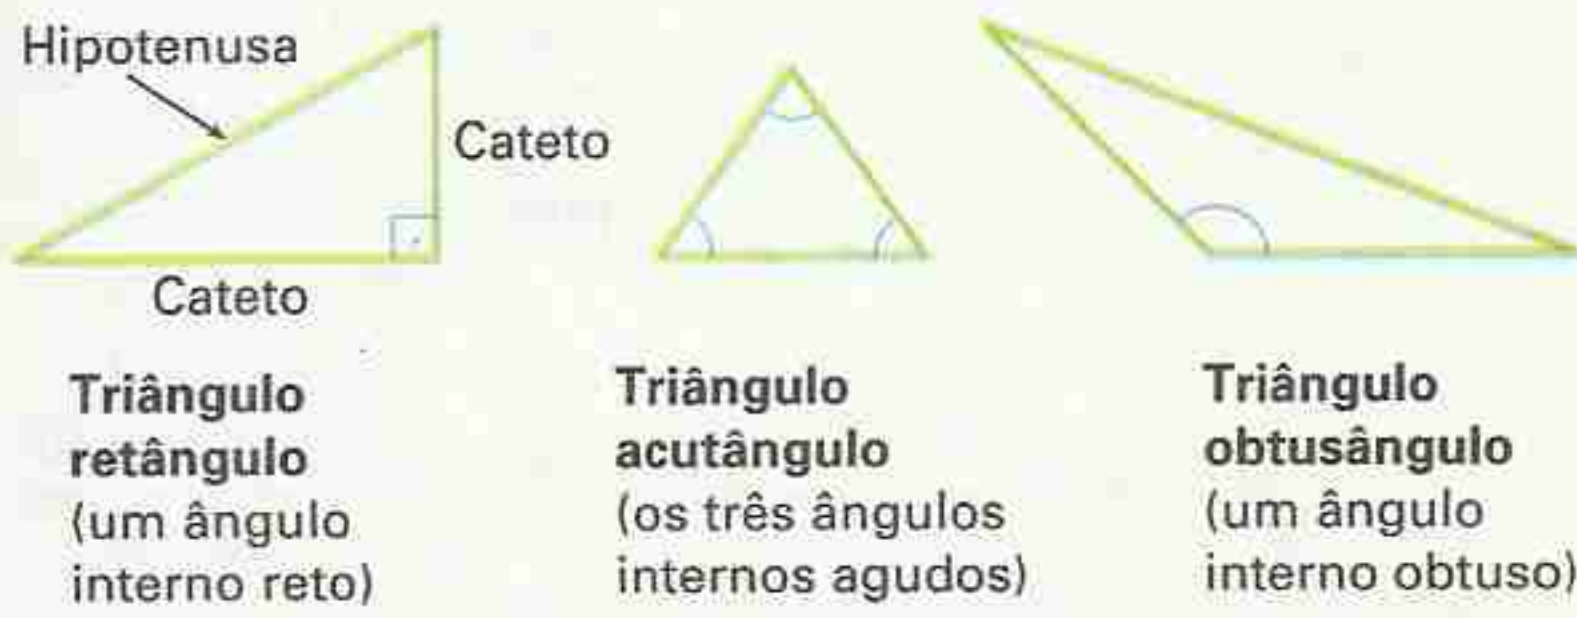 Hipotenusa
Cateto
Cateto
Triângulo
retângulo
(um ângulo
interno reto)
Triângulo
acutângulo
(os três ângulos
internos agudos)
Triângulo
obtusângulo
(um ângulo
interno obtuso)